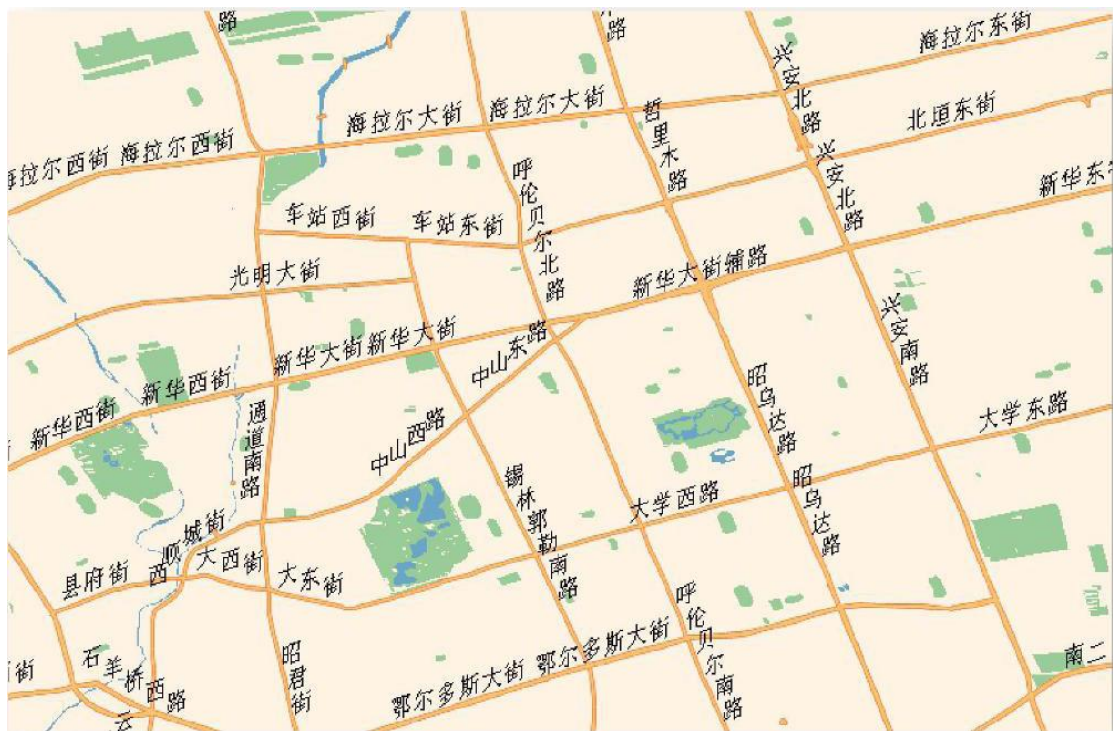 路
路
海拉尔东街
兴安北路
海拉尔大街
海拉尔大街
哲里木路
北垣东街
海拉尔西街
海拉尔西街
兴安北路
呼伦贝尔北路
新华东街
车站西街
车站东街
光明大街
新华大街辅路
兴安南路
新华大街
新华大街
中山东路
新华西街
新华西街
昭乌达路
大学东路
通道南路
中山西路
街
锡林郭勒南路
大学西路
昭乌达路
顺城街
县府街
西
大西街
大东街
呼伦贝尔南路
石羊桥西路
昭君街
鄂尔多斯大街
鄂尔多斯大街
南二
街
云